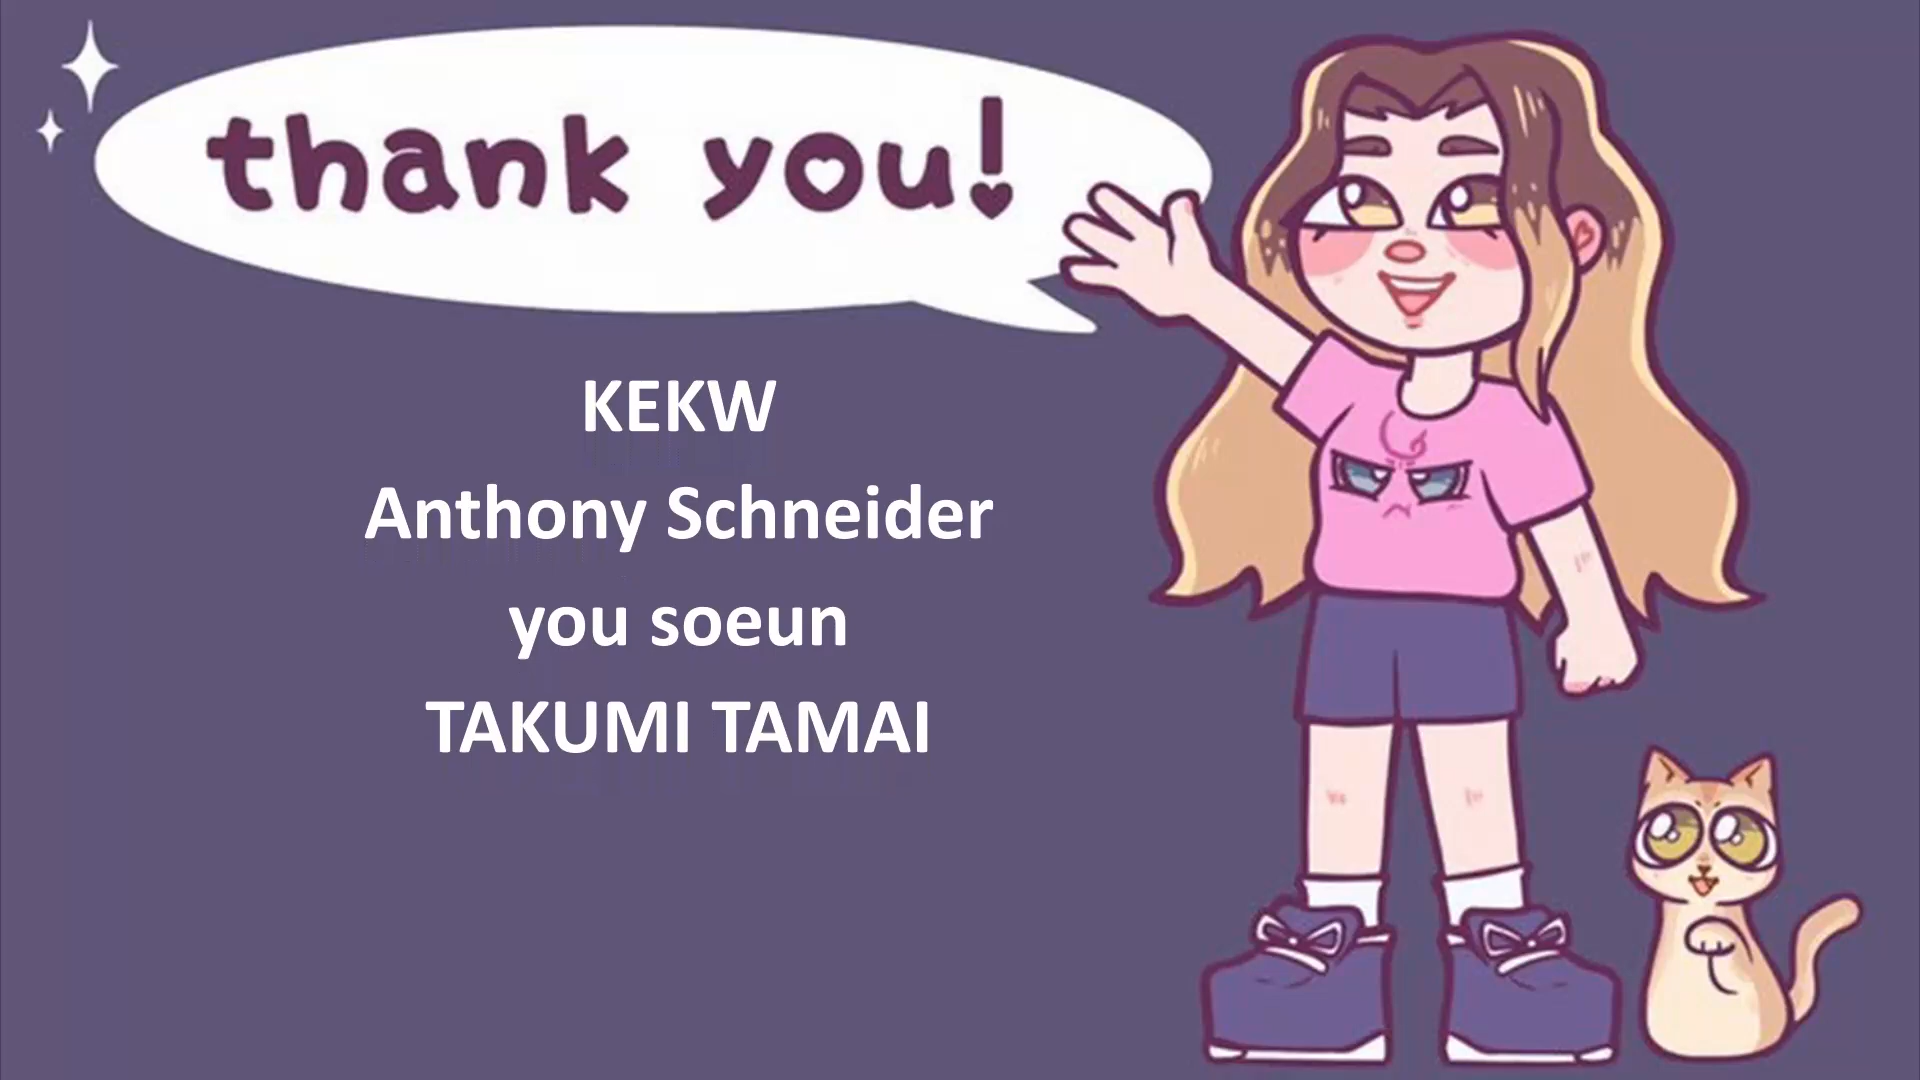 thank you!
KEKW
Anthony Schneider
you soeun
TAKUMI TAMAI